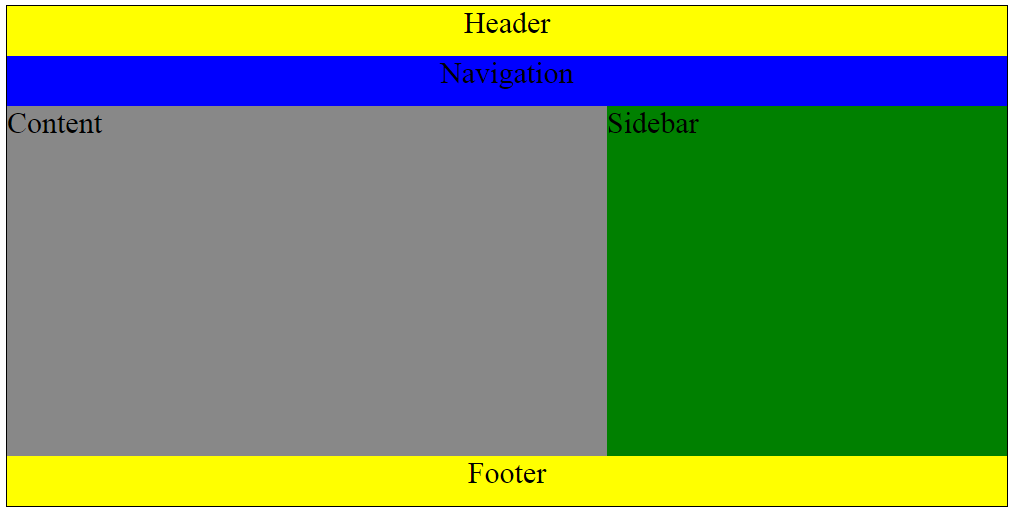 Header
Navigation
Content
Sidebar
Footer